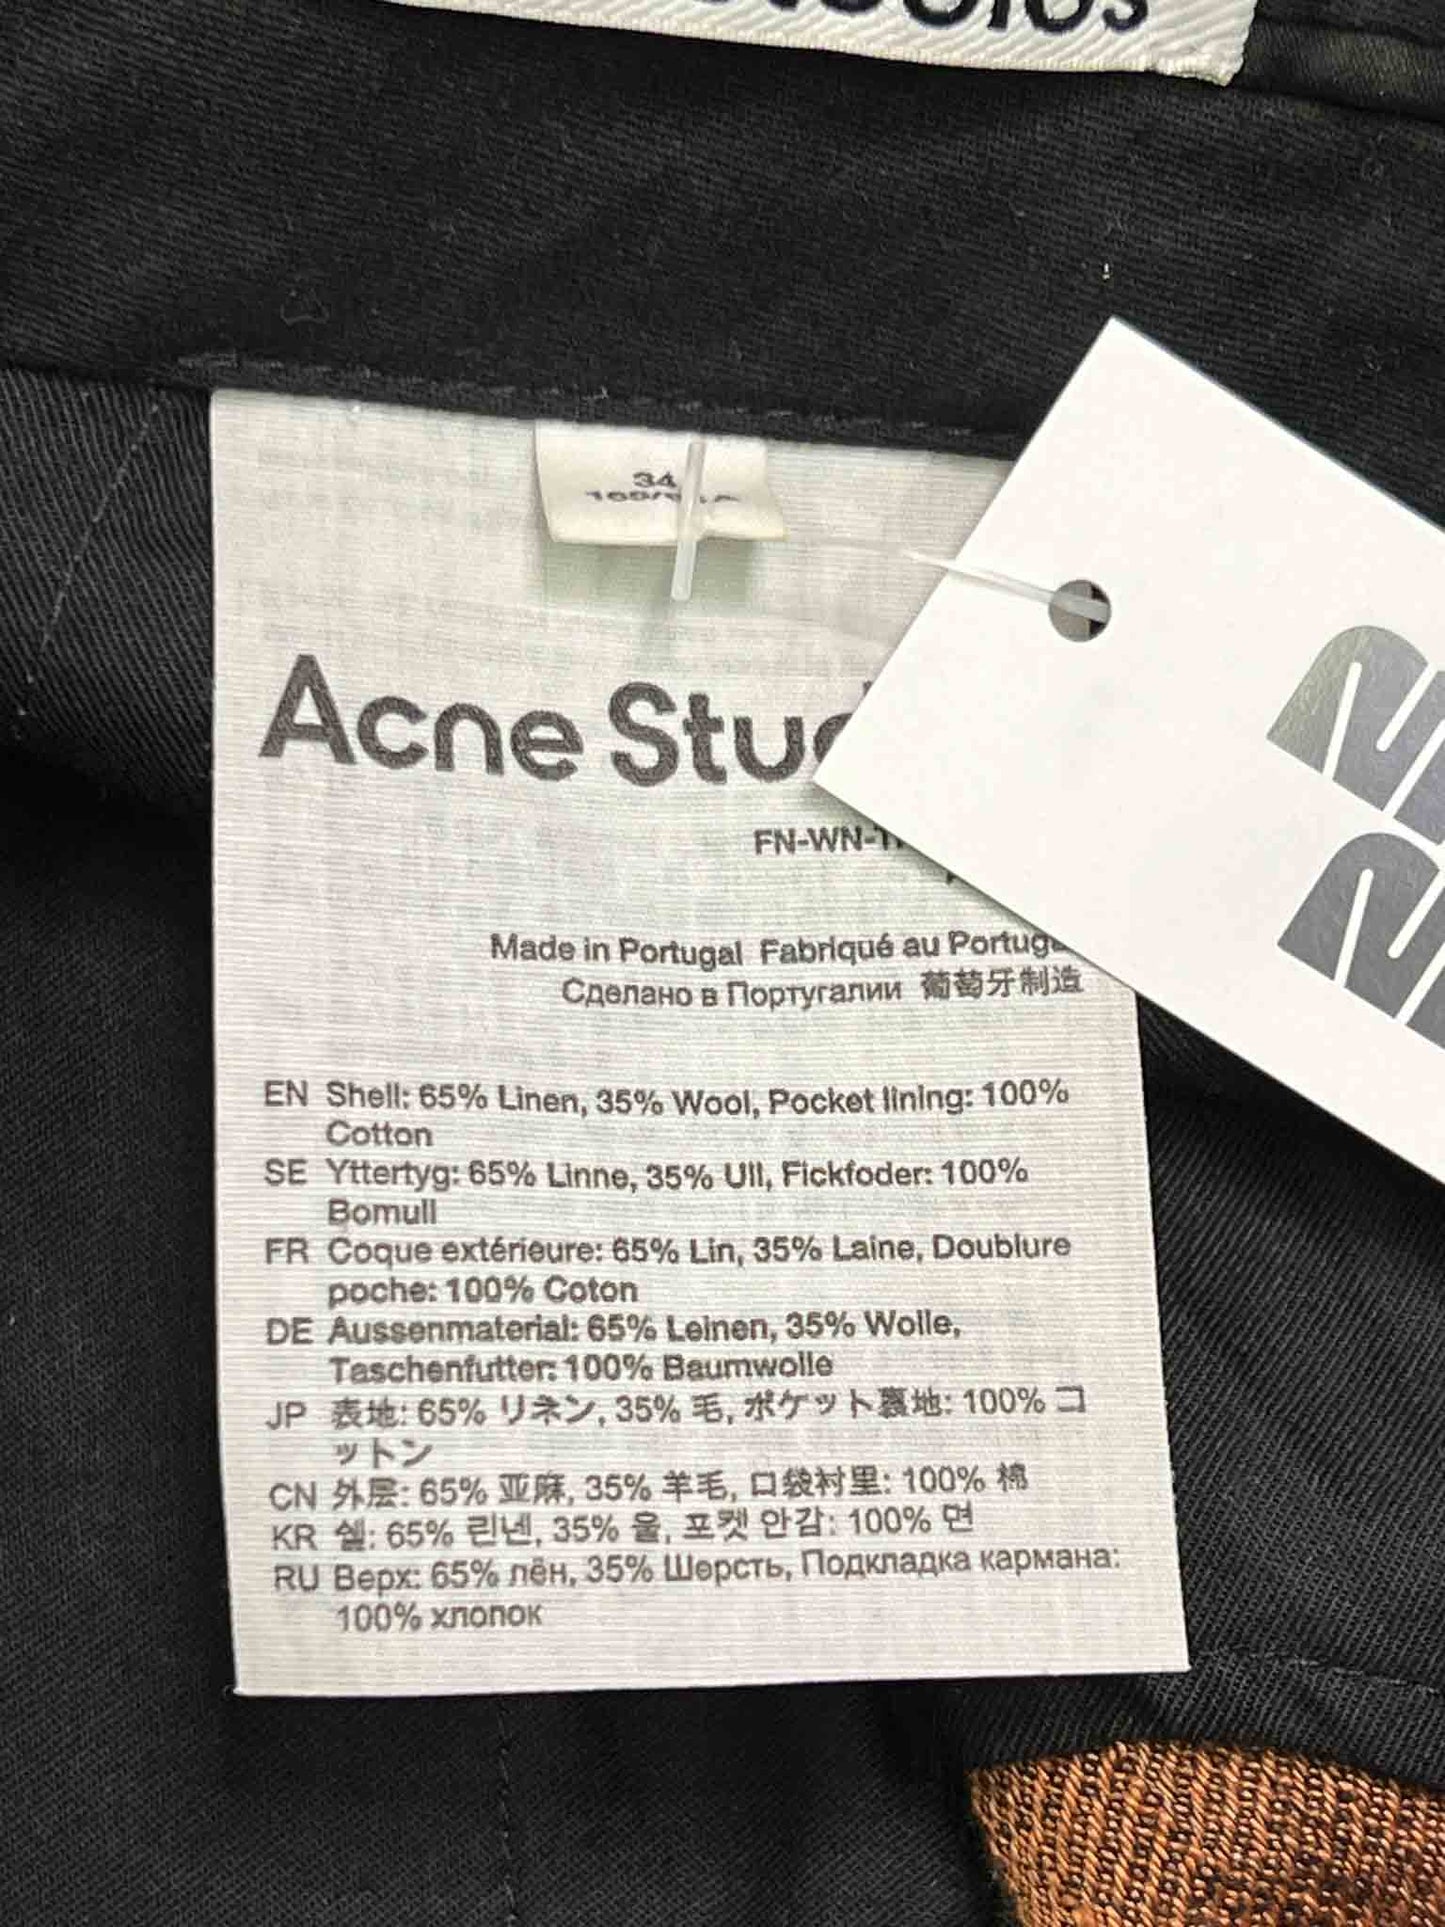 34
Acne
FN-WN-
Made in Portugal Fabriqué au
Сделано в Португалии 葡萄牙制造
EN Shell: 65% Linen, 35% Wool, Pocket lining: 100%
Cotton
SE Yttertyg: 65% Linne, 35% Ull, Fickfoder: 100%
Bomull
FR Coque extérieure: 65% Lin, 35% Laine, Doublure
poche: 100% Coton
DE Aussenmaterial: 65% Leinen, 35% Wolle,
Taschenfutter: 100% Baumwolle
JP 表地: 65% リネン, 35% 毛, ポケット裏地: 100% コ
ットン
CN 外层: 65% 亚麻, 35% 羊毛, 口袋衬里: 100% 棉
KR 쉘: 65% 린넨, 35% 울, 포켓 안감: 100% 면
RU Верх: 65% лён, 35% Шерсть, Подкладка кармана:
100% хлопок